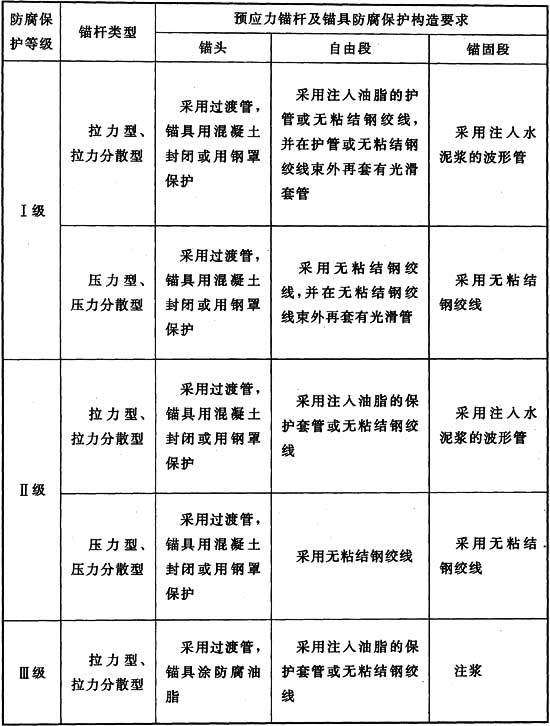 防腐保
护等级
锚杆类型
预应力锚杆及锚具防腐保护构造要求
锚头
自由段
锚固段
Ⅰ级
拉力型、
拉力分散型
采用过渡管，
锚具用混凝土
封闭或用钢罩
保护
采用注入油脂的护
管或无粘结钢绞线，
并在护管或无粘结钢
绞线束外再套有光滑
套管
采用注入水
泥浆的波形管
压力型、
压力分散型
采用过渡管，
锚具用混凝土
封闭或用钢罩
保护
采用无粘结钢绞
线，并在无粘结钢绞
线束外再套有光滑管
采用无粘结
钢绞线
Ⅱ级
拉力型、
拉力分散型
采用过渡管，
锚具用混凝土
封闭或用钢罩
保护
采用注入油脂的保
护套管或无粘结钢绞
线
采用注入水
泥浆的波形管
压力型、
压力分散型
采用过渡管，
锚具用混凝土
封闭或用钢罩
保护
采用无粘结钢绞线
采用无粘结
钢绞线
Ⅲ级
拉力型、
拉力分散型
采用过渡管，
锚具涂防腐油
脂
采用注入油脂的保
护套管或无粘结钢绞
线
注浆